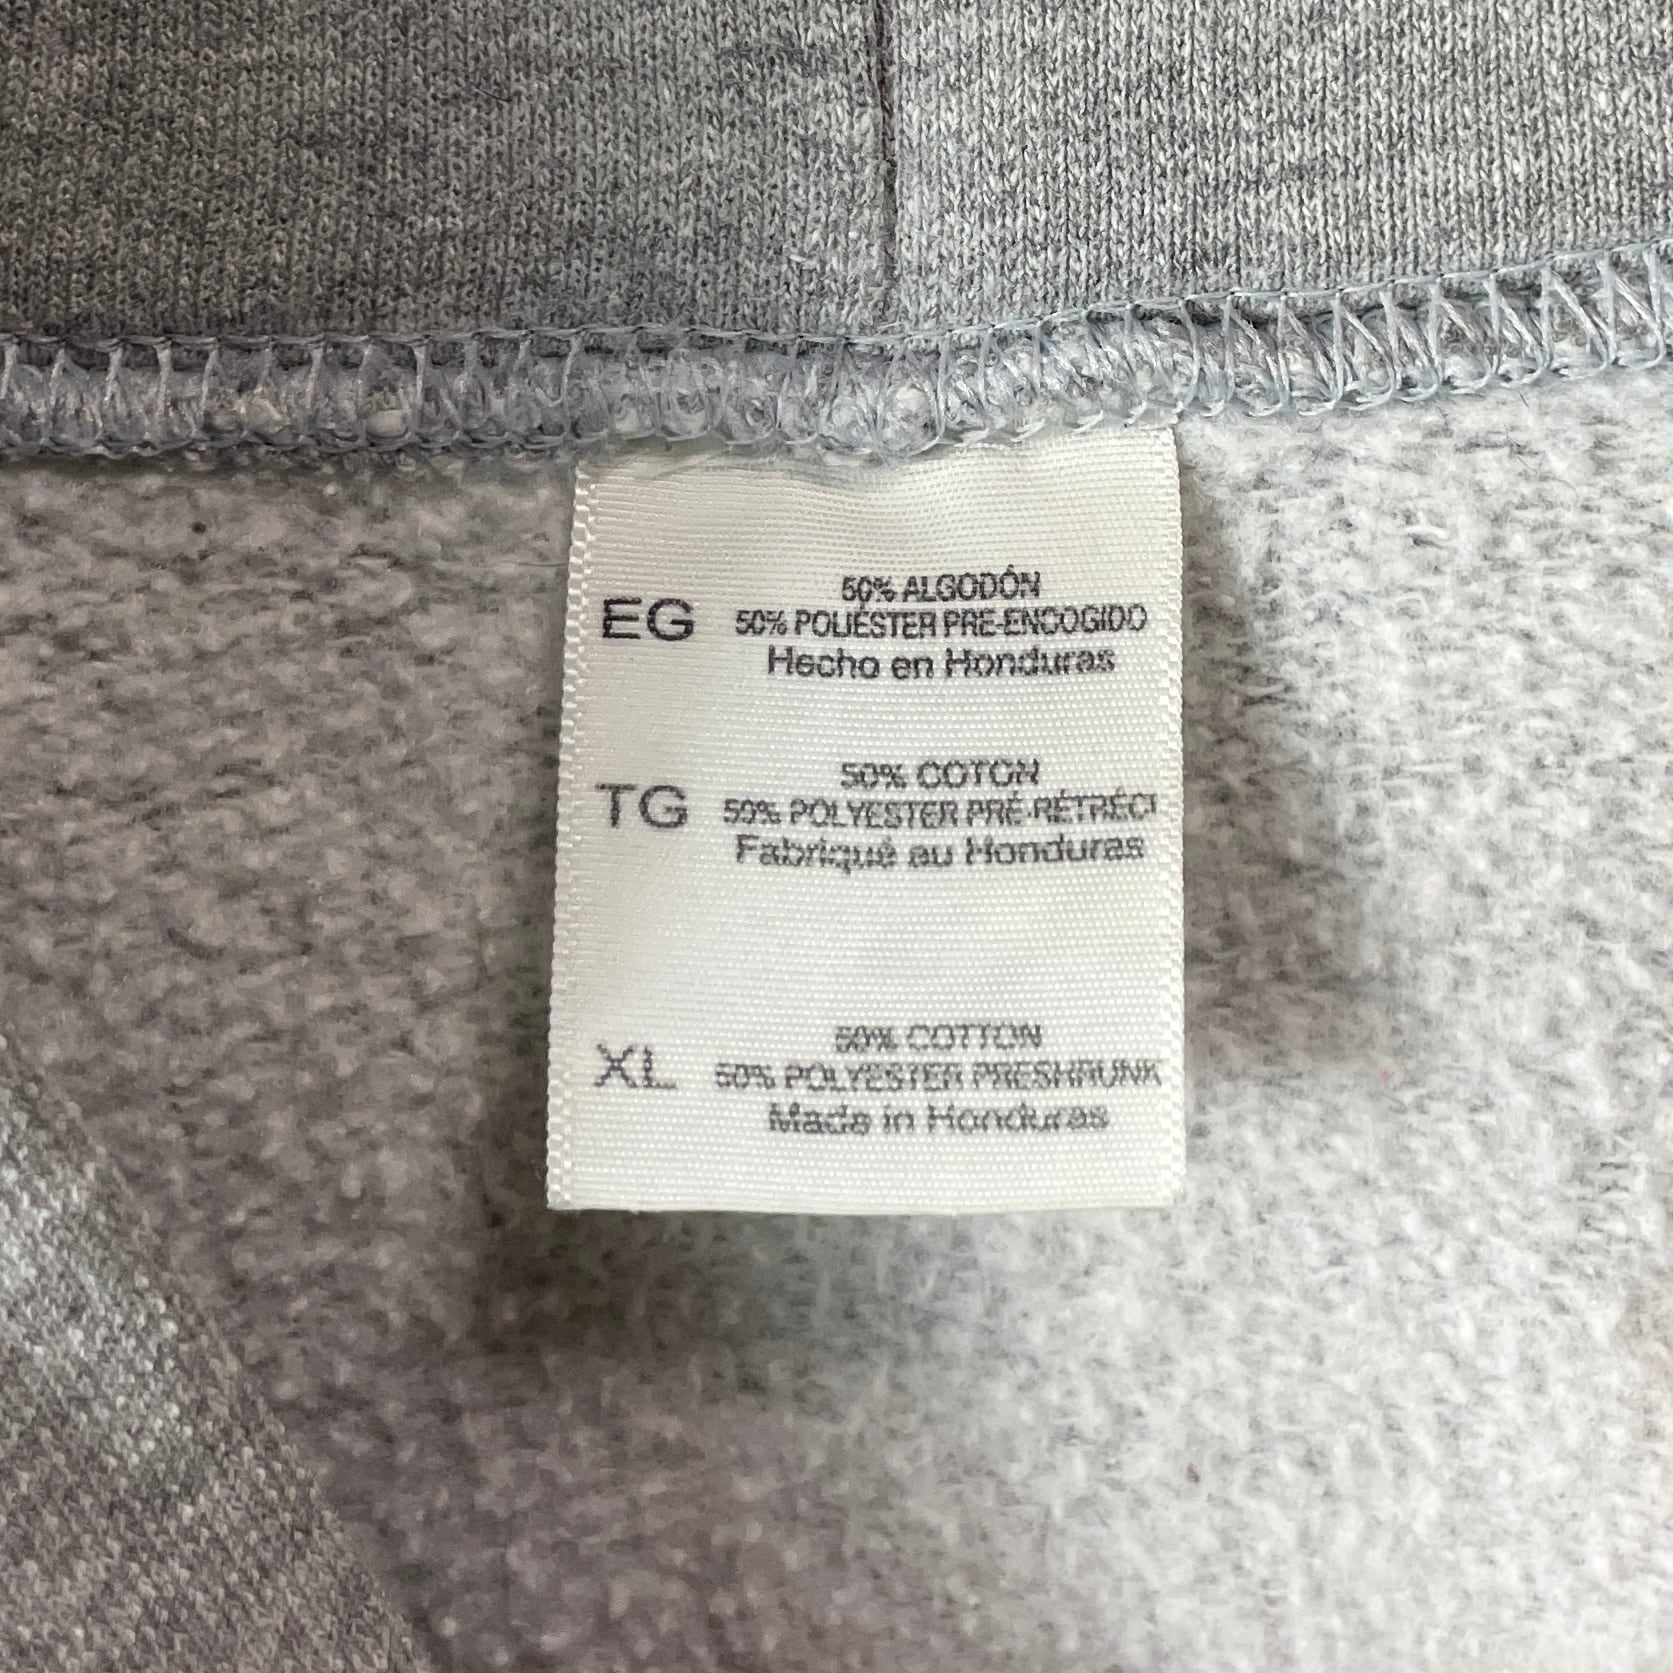 EG
50% ALGODÓN
50% POLIÉSTER PRE-ENCOGIDO
Hecho en Honduras
TG
50% COTON
50% POLYESTER PRÉ-RÉTRÉCI
Fabriqué au Honduras
XL
50% COTTON
50% POLYESTER PRESHRUNK
Made in Honduras